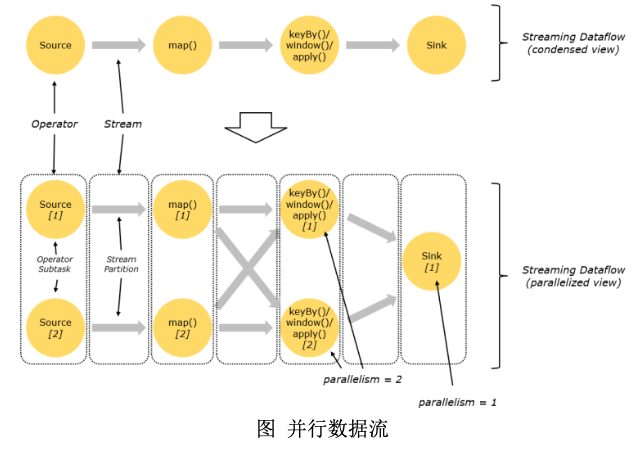 Source
map()
keyBy()/
window()/
apply()
Sink
Streaming Dataflow
(condensed view)
Operator
Stream
Source
[1]
map()
[1]
keyBy()/
window()/
apply()
[1]
Operator
Subtask
Stream
Partition
Sink
[1]
Streaming Dataflow
(parallelized view)
Source
[2]
map()
[2]
keyBy()/
window()/
apply()
[2]
parallelism = 2
parallelism = 1
图 并行数据流